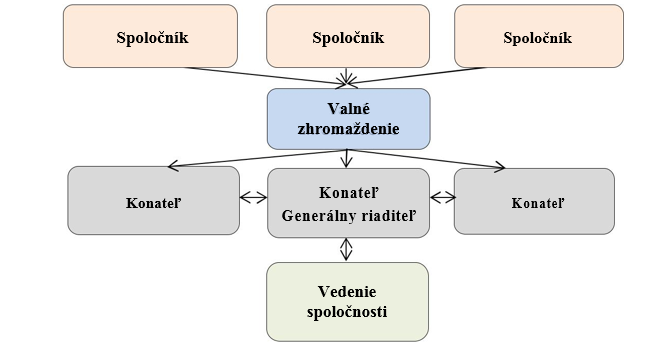 Spoločník
Spoločník
Spoločník
Valné
zhromaždenie
Konateľ
Konateľ
Generálny riaditeľ
Konateľ
Vedenie
spoločnosti